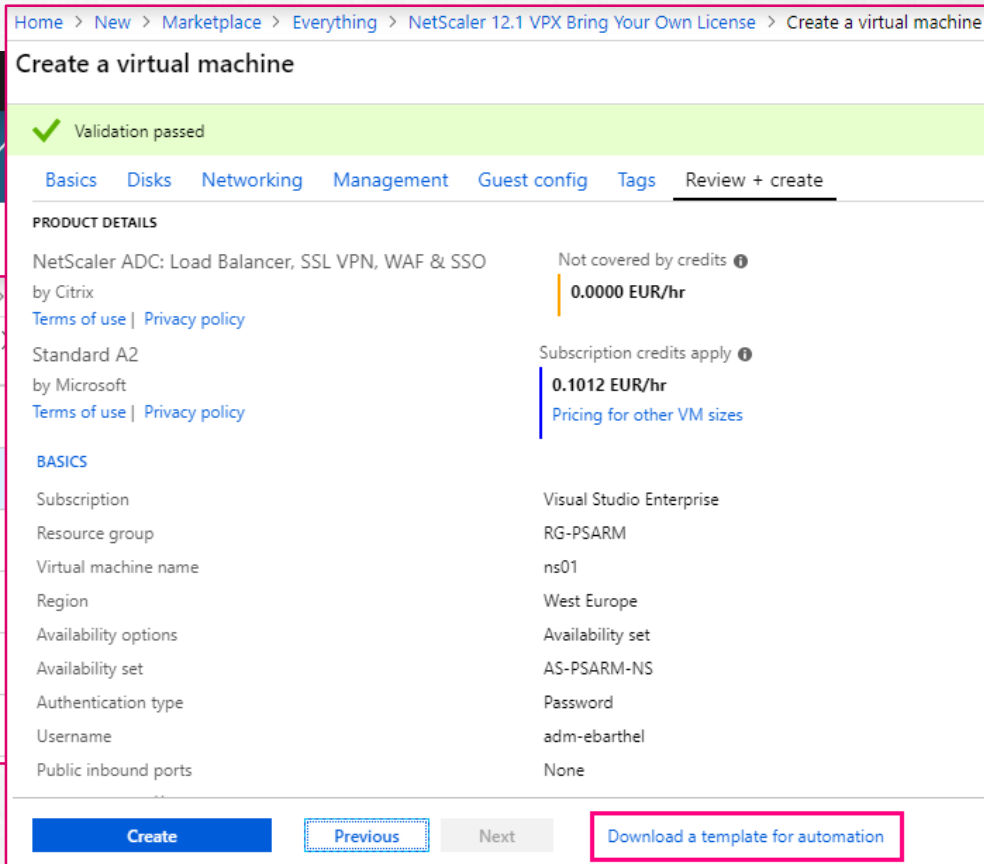 Home > New > Marketplace > Everything > NetScaler 12.1 VPX Bring Your Own License > Create a virtual machine
Create a virtual machine
Validation passed
Basics Disks Networking Management Guest config Tags Review + create
PRODUCT DETAILS
NetScaler ADC: Load Balancer, SSL VPN, WAF & SSO Not covered by credits
by Citrix 0.0000 EUR/hr
Terms of use | Privacy policy
Standard A2 Subscription credits apply
by Microsoft 0.1012 EUR/hr
Terms of use | Privacy policy Pricing for other VM sizes
BASICS
Subscription Visual Studio Enterprise
Resource group RG-PSARM
Virtual machine name ns01
Region West Europe
Availability options Availability set
Availability set AS-PSARM-NS
Authentication type Password
Username adm-ebarthel
Public inbound ports None
Create Previous Next Download a template for automation